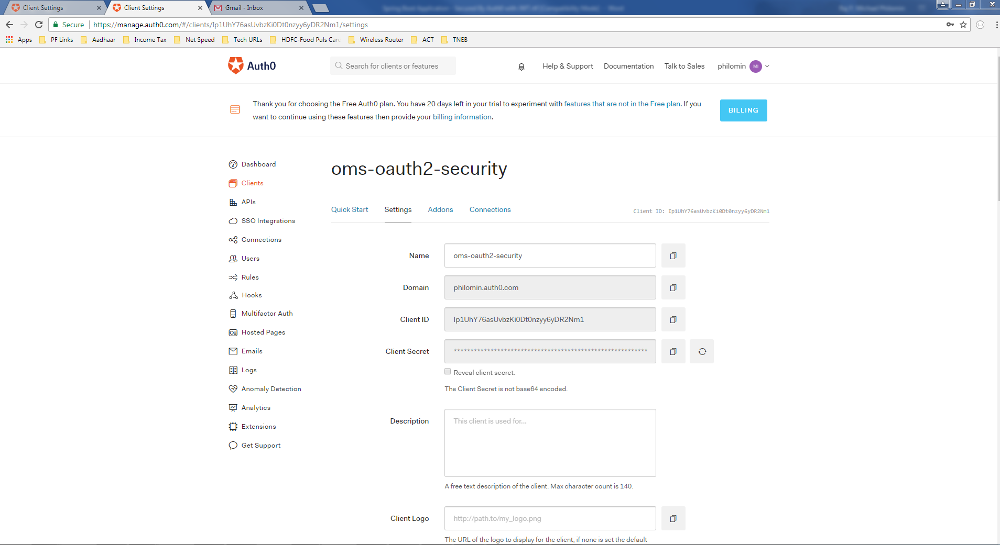 Client Settings
Client Settings
Gmail - Inbox
Secure https://manage.auth0.com/#/clients/Ip1UhY76asUvbzKi0Dt0nzyy6yDR2Nm1/settings
Apps PF Links Aadhaar Income Tax Net Speed Tech URLs HDFC-Food Puls Card Wireless Router ACT TNEB
Auth0 Search for clients or features Help & Support Documentation Talk to Sales philomin MI
Thank you for choosing the Free Auth0 plan. You have 20 days left in your trial to experiment with features that are not in the Free plan. If you
want to continue using these features then provide your billing information.
BILLING
Dashboard
Clients
APIs
SSO Integrations
Connections
Users
Rules
Hooks
Multifactor Auth
Hosted Pages
Emails
Logs
Anomaly Detection
Analytics
Extensions
Get Support
oms-oauth2-security
Quick Start Settings Addons Connections Client ID: Ip1UhY76asUvbzKi0Dt0nzyy6yDR2Nm1
Name oms-oauth2-security
Domain philomin.auth0.com
Client ID Ip1UhY76asUvbzKi0Dt0nzyy6yDR2Nm1
Client Secret **********************************************************
Reveal client secret.
The Client Secret is not base64 encoded.
Description This client is used for...
A free text description of the client. Max character count is 140.
Client Logo http://path.to/my_logo.png
The URL of the logo to display for the client, if none is set the default